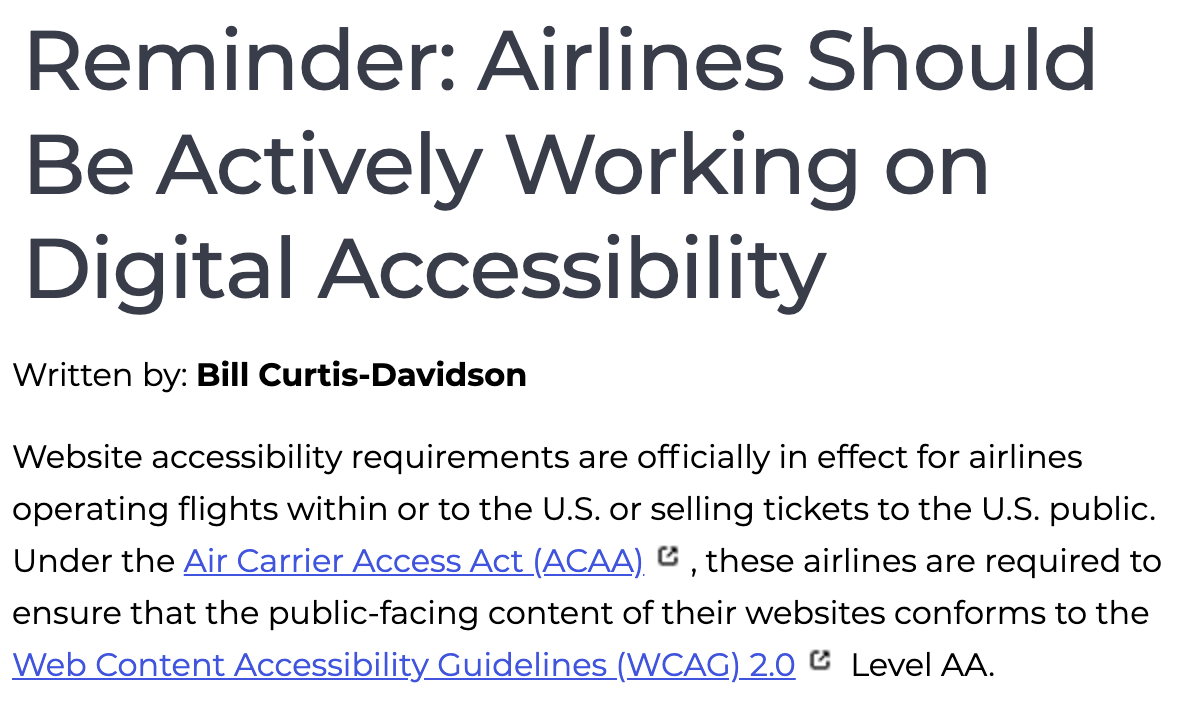 Reminder: Airlines Should
Be Actively Working on
Digital Accessibility
Written by: Bill Curtis-Davidson
Website accessibility requirements are officially in effect for airlines
operating flights within or to the U.S. or selling tickets to the U.S. public.
Under the Air Carrier Access Act (ACAA) , these airlines are required to
ensure that the public-facing content of their websites conforms to the
Web Content Accessibility Guidelines (WCAG) 2.0 Level AA.